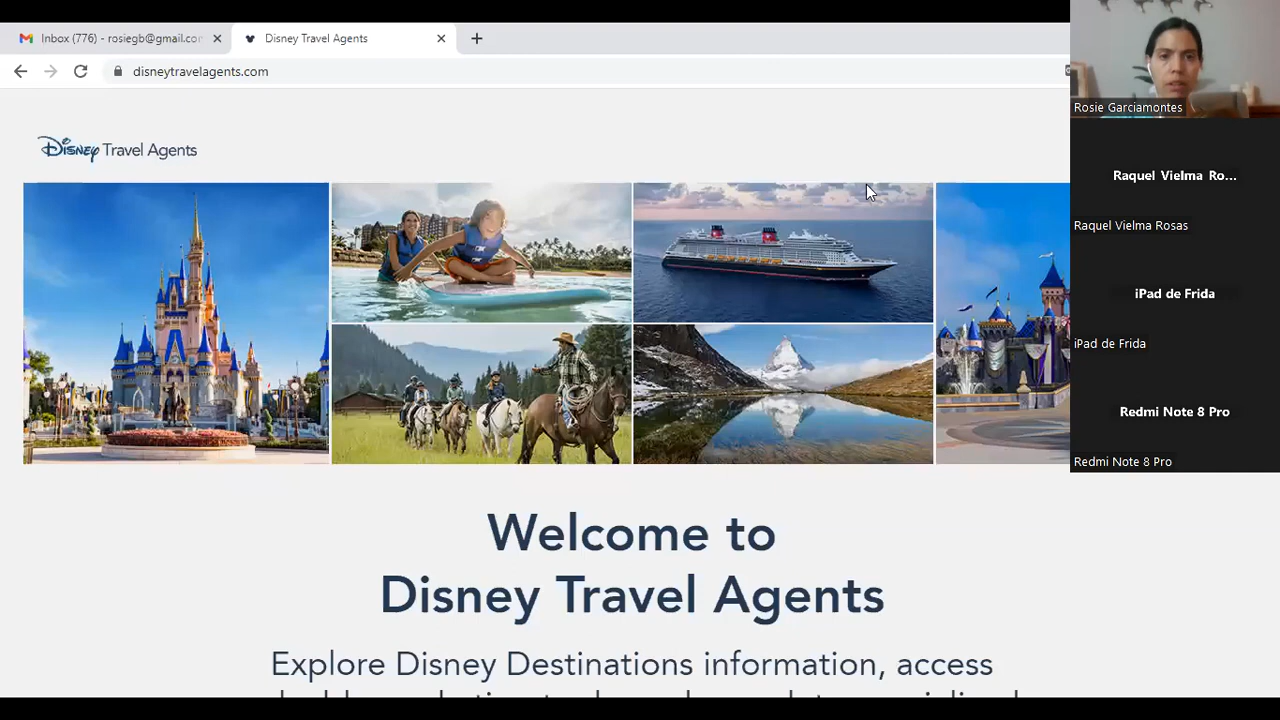 Inbox (776) - rosiegb@gmail.co
Disney Travel Agents
disneytravelagents.com
Disney Travel Agents
Welcome to
Disney Travel Agents
Explore Disney Destinations information, access
Rosie Garciamontes
Raquel Vielma Ro...
Raquel Vielma Rosas
iPad de Frida
iPad de Frida
Redmi Note 8 Pro
Redmi Note 8 Pro